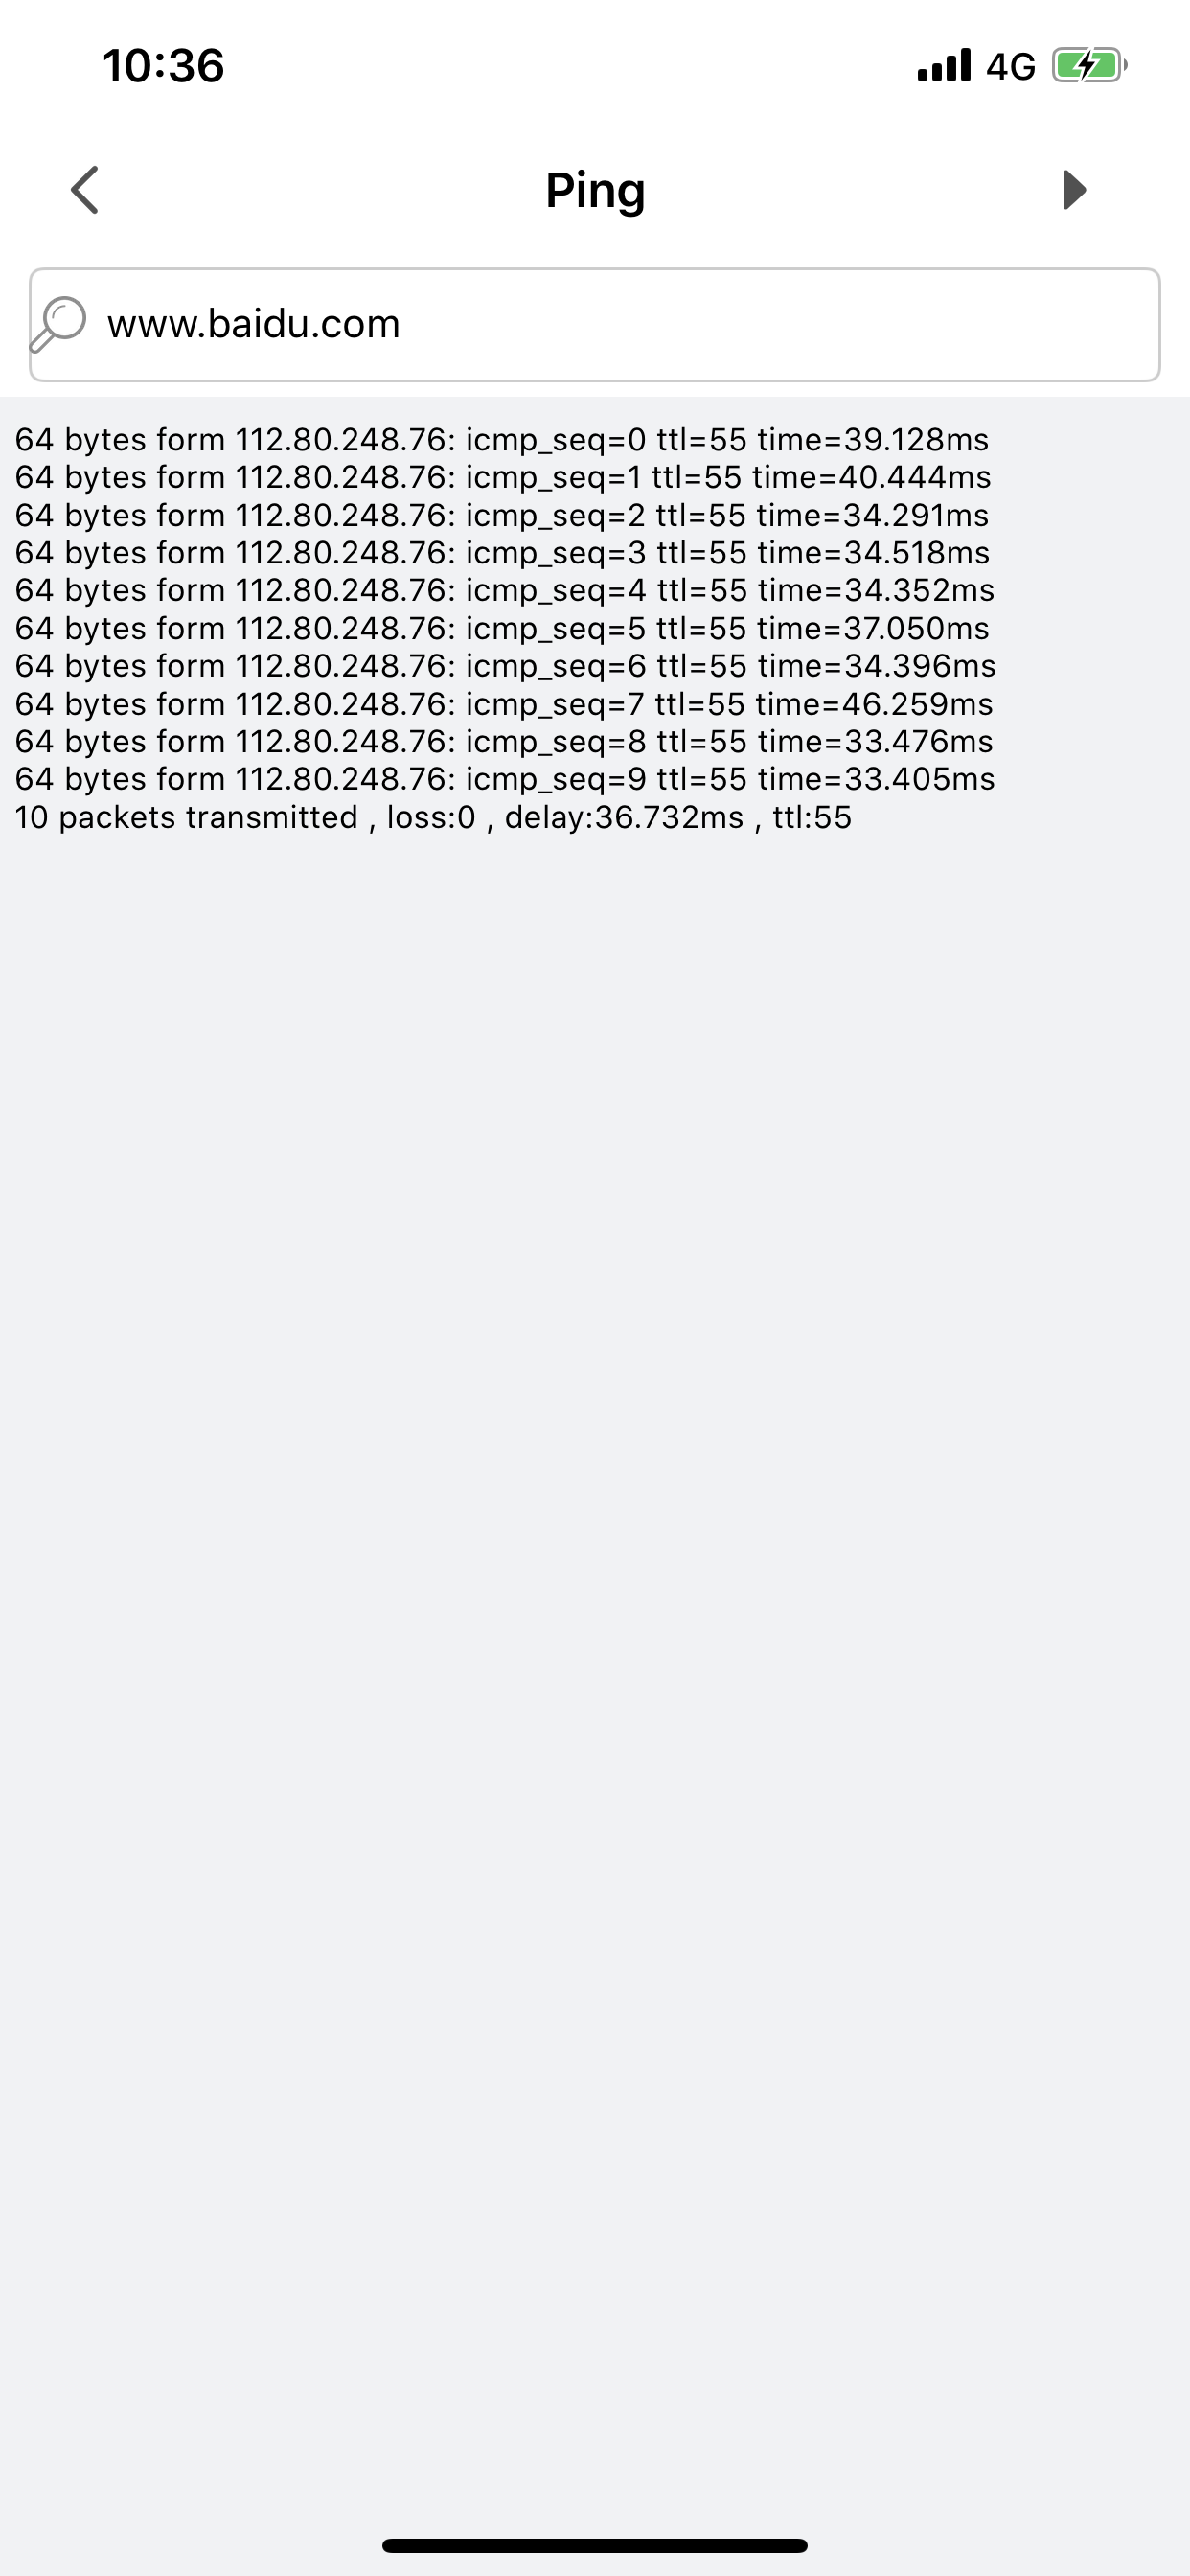 10:36
4G
Ping
www.baidu.com
64 bytes form 112.80.248.76: icmp_seq=0 ttl=55 time=39.128ms
64 bytes form 112.80.248.76: icmp_seq=1 ttl=55 time=40.444ms
64 bytes form 112.80.248.76: icmp_seq=2 ttl=55 time=34.291ms
64 bytes form 112.80.248.76: icmp_seq=3 ttl=55 time=34.518ms
64 bytes form 112.80.248.76: icmp_seq=4 ttl=55 time=34.352ms
64 bytes form 112.80.248.76: icmp_seq=5 ttl=55 time=37.050ms
64 bytes form 112.80.248.76: icmp_seq=6 ttl=55 time=34.396ms
64 bytes form 112.80.248.76: icmp_seq=7 ttl=55 time=46.259ms
64 bytes form 112.80.248.76: icmp_seq=8 ttl=55 time=33.476ms
64 bytes form 112.80.248.76: icmp_seq=9 ttl=55 time=33.405ms
10 packets transmitted , loss:0 , delay:36.732ms , ttl:55